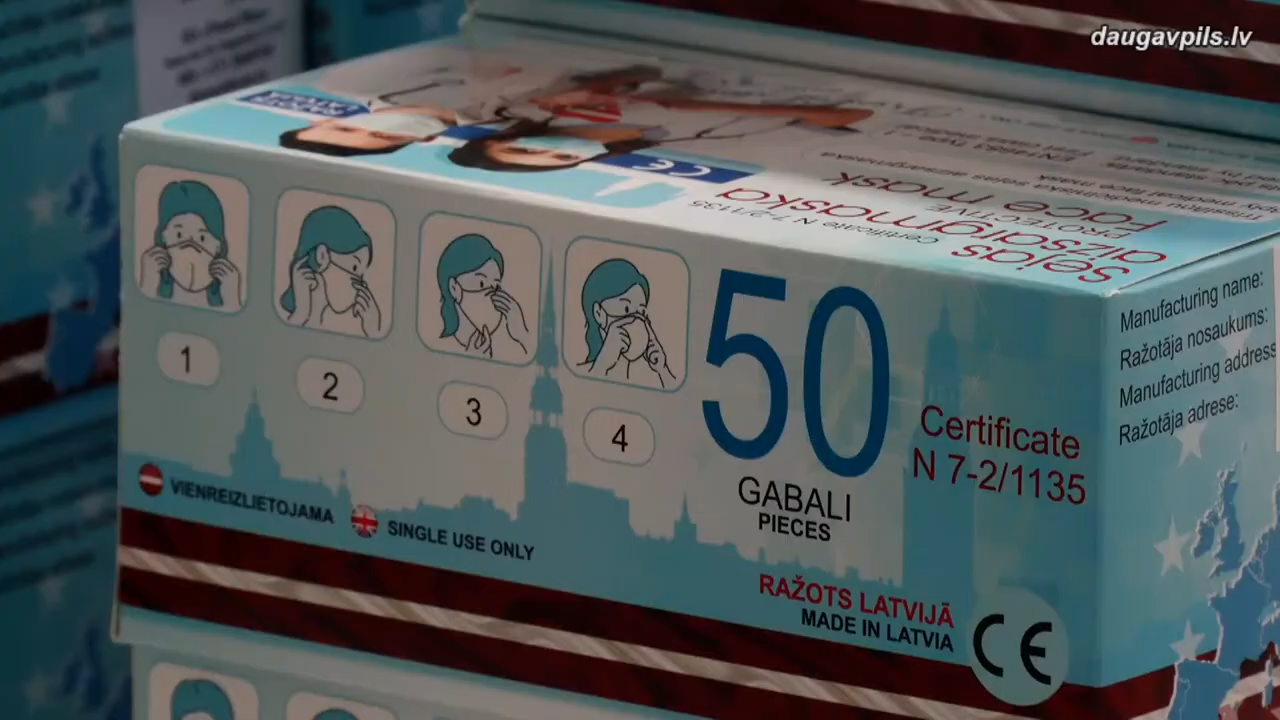 daugavpils.lv
Sejas
aizsargmaska
PROTECTIVE
Face mask
Certificate N 7-2/1135
CE
1
2
3
4
50
GABALI
PIECES
Certificate
N 7-2/1135
VIENREIZLIETOJAMA
SINGLE USE ONLY
RAŽOTS LATVIJĀ
MADE IN LATVIA
CE
Manufacturing name:
Ražotāja nosaukums:
Manufacturing address
Ražotāja adrese: